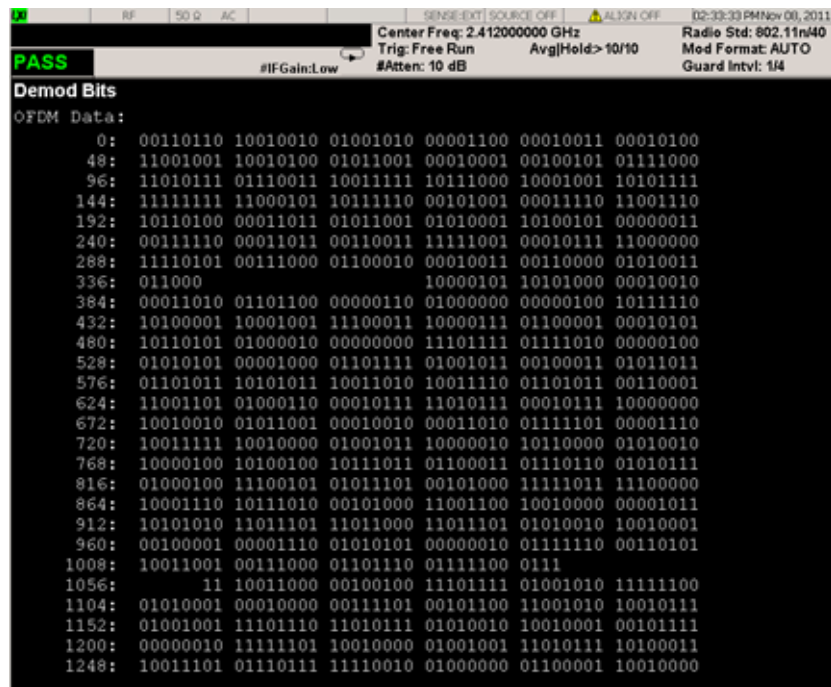 LXI RF 50 Ω AC SENSE:EXT SOURCE OFF ALIGN OFF 02:33:33 PM Nov 08, 2011
Center Freq: 2.412000000 GHz Radio Std: 802.11n/40
Trig: Free Run Avg|Hold:> 10/10 Mod Format: AUTO
PASS #IFGain:Low #Atten: 10 dB Guard Intvl: 1/4
Demod Bits
OFDM Data:
0: 00110110 10010010 01001010 00001100 00010011 00010100
48: 11001001 10010100 01011001 00010001 00100101 01111000
96: 11010111 01110011 10011111 10111000 10001001 10101111
144: 11111111 11000101 10111110 00101001 00011110 11001110
192: 10110100 00011011 01011001 01010001 10100101 00000011
240: 00111110 00011011 00110011 11111001 00010111 11000000
288: 11110101 00111000 01100010 00010011 00110000 01010011
336: 011000 10000101 10101000 00010010
384: 00011010 01101100 00000110 01000000 00000100 10111110
432: 10100001 10001001 11100011 10000111 01100001 00010101
480: 10110101 01000010 00000000 11101111 01111010 00000100
528: 01010101 00001000 01101111 01001011 00100011 01011011
576: 01101011 10101011 10011010 10011110 01101011 00110001
624: 11001101 01000110 00010111 11010111 00010111 10000000
672: 10010010 01011001 00010010 00011010 01111101 00001110
720: 10011111 10010000 01001011 10000010 10110000 01010010
768: 10000100 10100100 10111011 01100011 01110110 01010111
816: 01000100 11100101 01011101 00101000 11111011 11100000
864: 10001110 10111010 00101000 11001100 10010000 00001011
912: 10101010 11011101 11011000 11011101 01010010 10010001
960: 00100001 00001110 01010101 00000010 01111110 00110101
1008: 10011001 00111000 01101110 01111100 0111
1056: 11 10011000 00100100 11101111 01001010 11111100
1104: 01010001 00010000 00111101 00101100 11001010 10010111
1152: 01001001 11101110 11010111 01010010 10010001 00101111
1200: 00000010 11111101 10010000 01001001 11010111 10100011
1248: 10011101 01110111 11110010 01000000 01100001 10010000